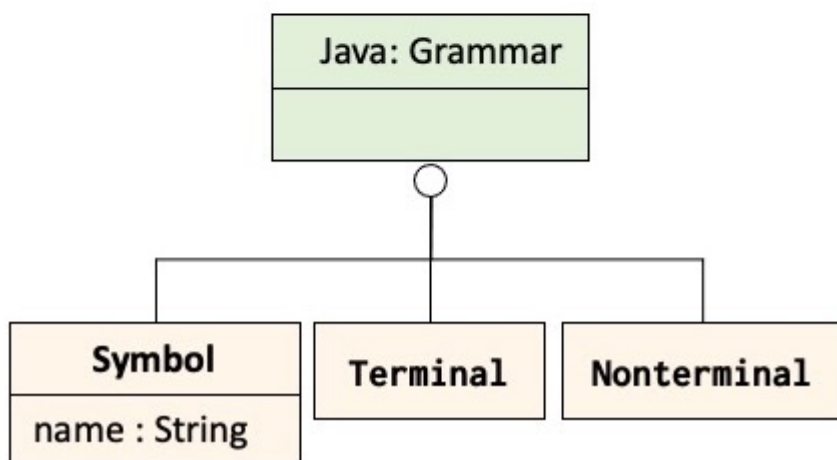 Java: Grammar
Symbol
name : String
Terminal
Nonterminal